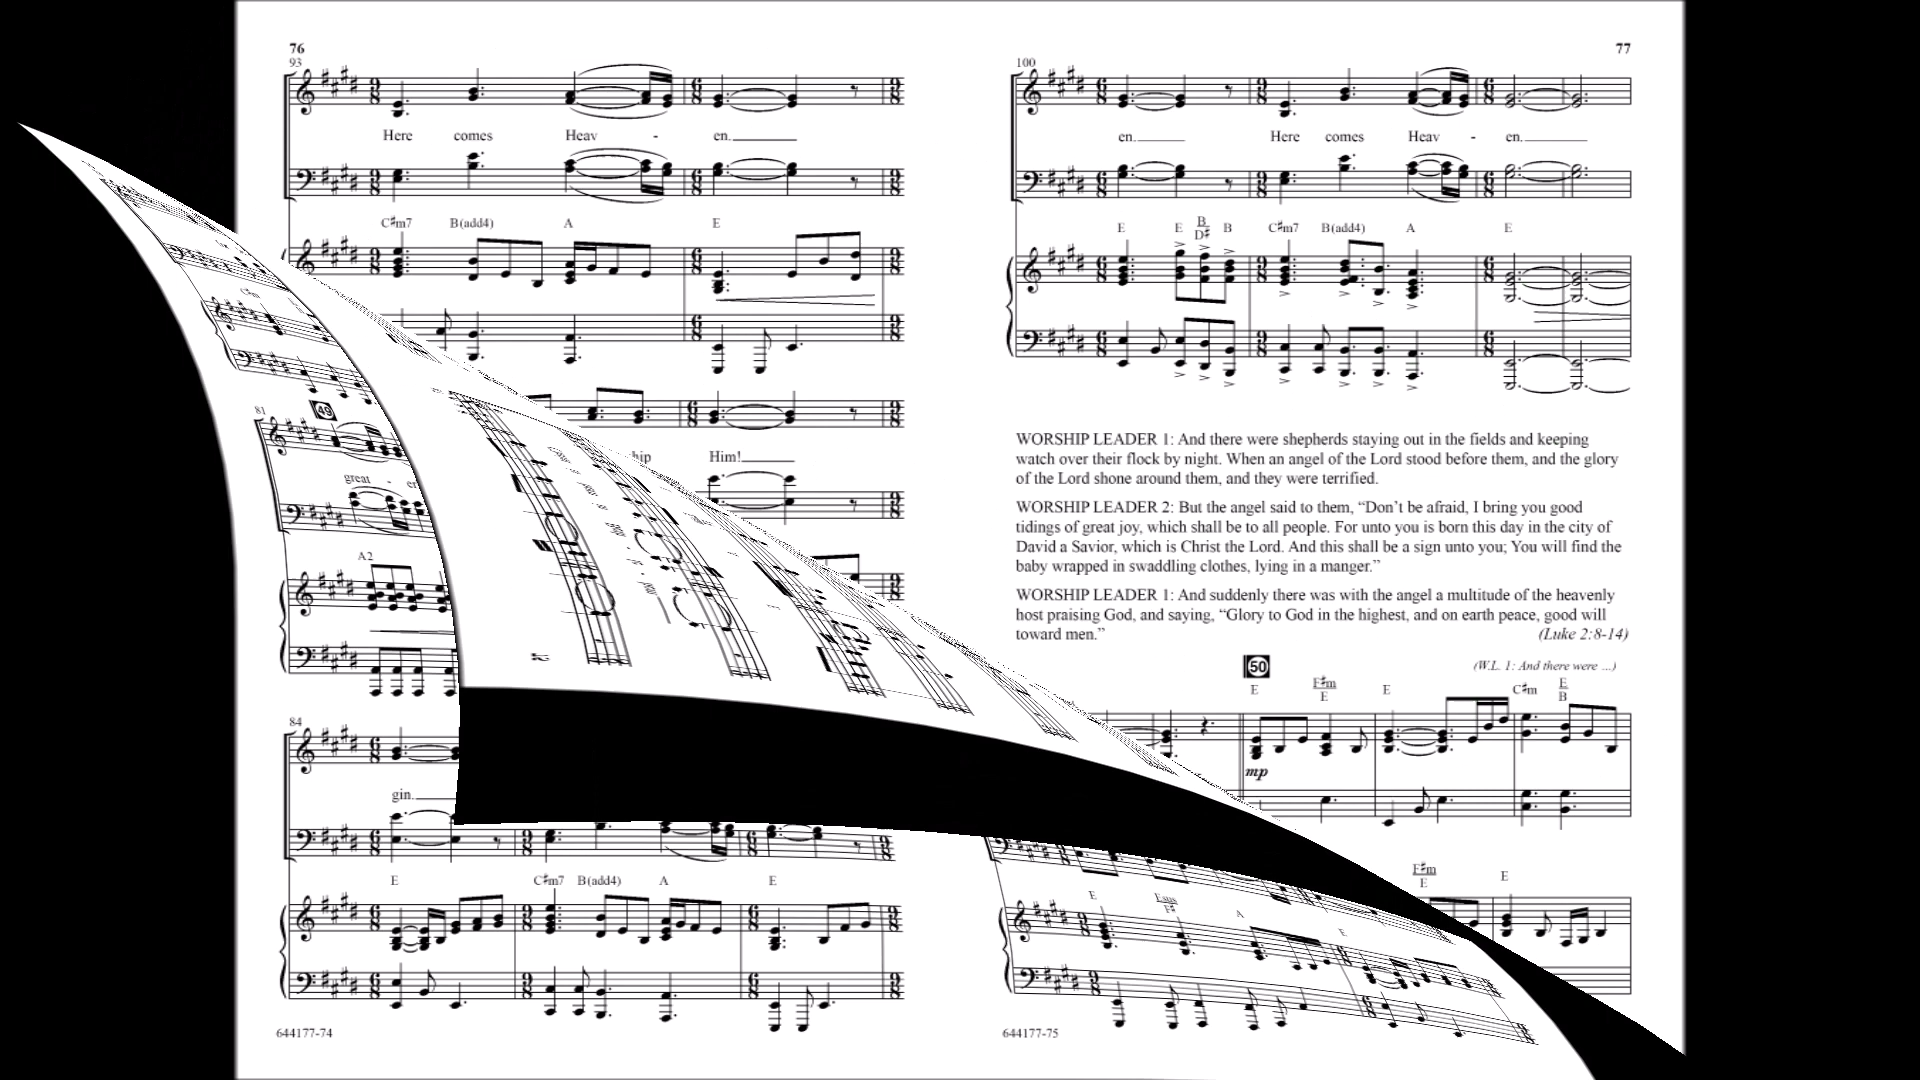 76
93
Here comes Heav - en.
C♯m7 B(add4) A E
Him!
81
49
great - er
A2
84
gin.
E C♯m7 B(add4) A E
644177-74
77
100
en. Here comes Heav - en.
E E B/D♯ B C♯m7 B(add4) A E
WORSHIP LEADER 1: And there were shepherds staying out in the fields and keeping
watch over their flock by night. When an angel of the Lord stood before them, and the glory
of the Lord shone around them, and they were terrified.
WORSHIP LEADER 2: But the angel said to them, “Don’t be afraid, I bring you good
tidings of great joy, which shall be to all people. For unto you is born this day in the city of
David a Savior, which is Christ the Lord. And this shall be a sign unto you; You will find the
baby wrapped in swaddling clothes, lying in a manger.”
WORSHIP LEADER 1: And suddenly there was with the angel a multitude of the heavenly
host praising God, and saying, “Glory to God in the highest, and on earth peace, good will
toward men.”
(Luke 2:8-14)
50
(W.L. 1: And there were ...)
E F♯m/E E C♯m E/B
mp
F♯m/E E
E A E
644177-75